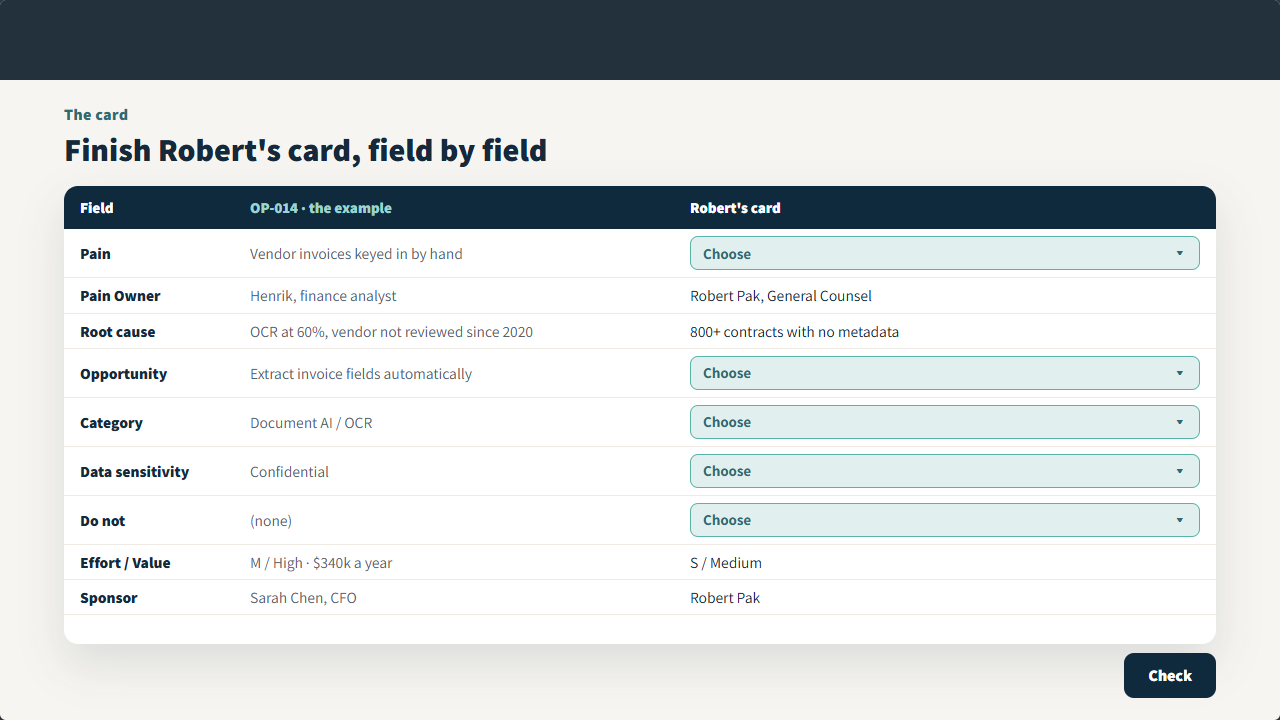 The card
Finish Robert's card, field by field
Field OP-014 · the example Robert's card
Pain Vendor invoices keyed in by hand Choose
Pain Owner Henrik, finance analyst Robert Pak, General Counsel
Root cause OCR at 60%, vendor not reviewed since 2020 800+ contracts with no metadata
Opportunity Extract invoice fields automatically Choose
Category Document AI / OCR Choose
Data sensitivity Confidential Choose
Do not (none) Choose
Effort / Value M / High · $340k a year S / Medium
Sponsor Sarah Chen, CFO Robert Pak
Check